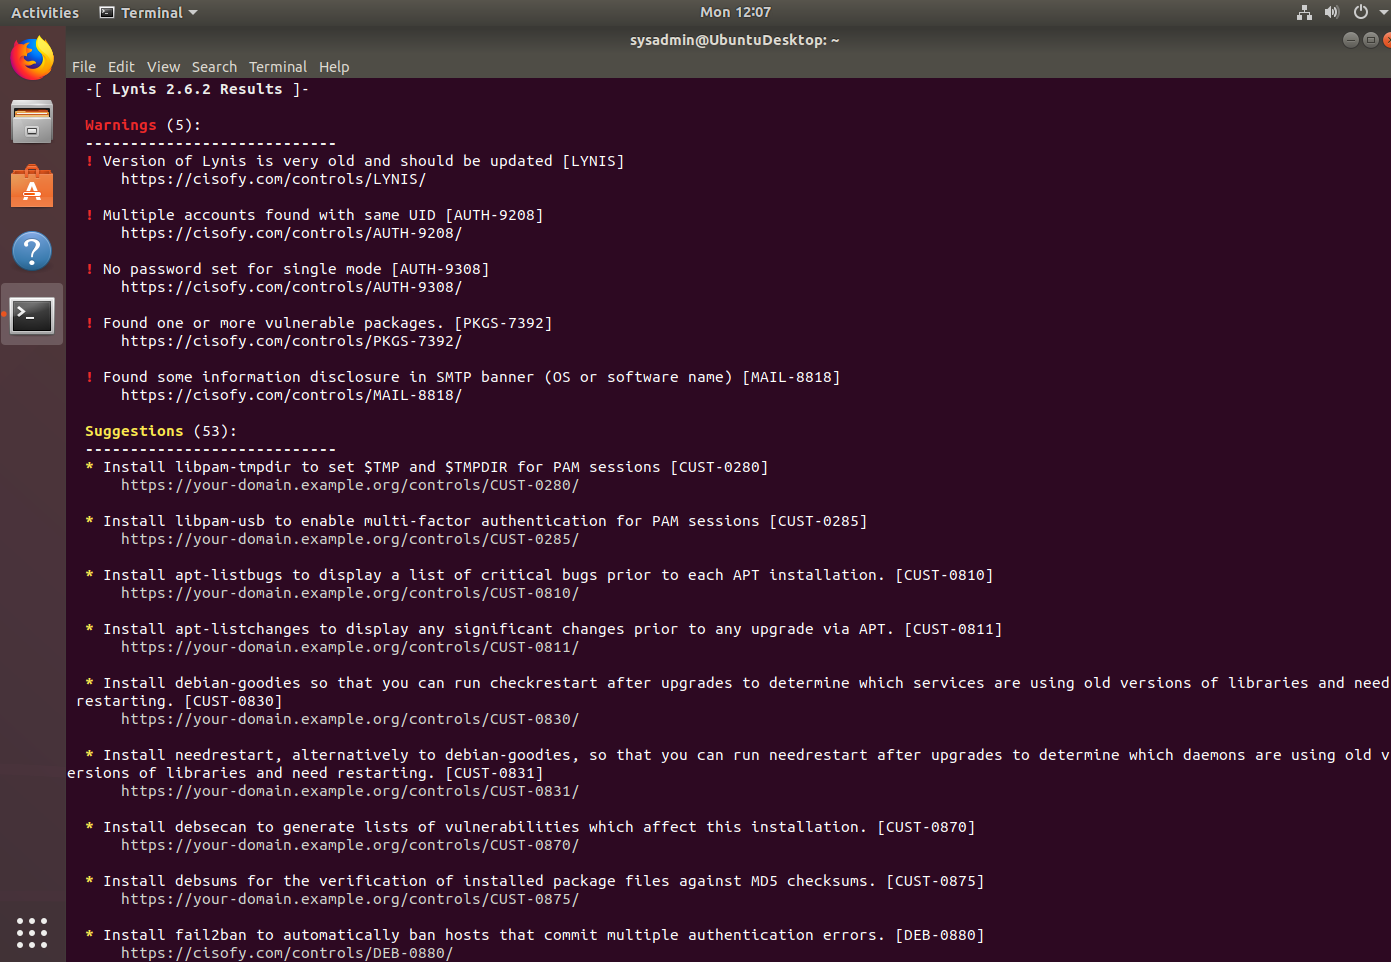 Activities Terminal Mon 12:07
sysadmin@UbuntuDesktop: ~
File Edit View Search Terminal Help
-[ Lynis 2.6.2 Results ]-
Warnings (5):
----------------------------
! Version of Lynis is very old and should be updated [LYNIS]
https://cisofy.com/controls/LYNIS/
! Multiple accounts found with same UID [AUTH-9208]
https://cisofy.com/controls/AUTH-9208/
! No password set for single mode [AUTH-9308]
https://cisofy.com/controls/AUTH-9308/
! Found one or more vulnerable packages. [PKGS-7392]
https://cisofy.com/controls/PKGS-7392/
! Found some information disclosure in SMTP banner (OS or software name) [MAIL-8818]
https://cisofy.com/controls/MAIL-8818/
Suggestions (53):
----------------------------
* Install libpam-tmpdir to set $TMP and $TMPDIR for PAM sessions [CUST-0280]
https://your-domain.example.org/controls/CUST-0280/
* Install libpam-usb to enable multi-factor authentication for PAM sessions [CUST-0285]
https://your-domain.example.org/controls/CUST-0285/
* Install apt-listbugs to display a list of critical bugs prior to each APT installation. [CUST-0810]
https://your-domain.example.org/controls/CUST-0810/
* Install apt-listchanges to display any significant changes prior to any upgrade via APT. [CUST-0811]
https://your-domain.example.org/controls/CUST-0811/
* Install debian-goodies so that you can run checkrestart after upgrades to determine which services are using old versions of libraries and need
restarting. [CUST-0830]
https://your-domain.example.org/controls/CUST-0830/
* Install needrestart, alternatively to debian-goodies, so that you can run needrestart after upgrades to determine which daemons are using old v
ersions of libraries and need restarting. [CUST-0831]
https://your-domain.example.org/controls/CUST-0831/
* Install debsecan to generate lists of vulnerabilities which affect this installation. [CUST-0870]
https://your-domain.example.org/controls/CUST-0870/
* Install debsums for the verification of installed package files against MD5 checksums. [CUST-0875]
https://your-domain.example.org/controls/CUST-0875/
* Install fail2ban to automatically ban hosts that commit multiple authentication errors. [DEB-0880]
https://cisofy.com/controls/DEB-0880/